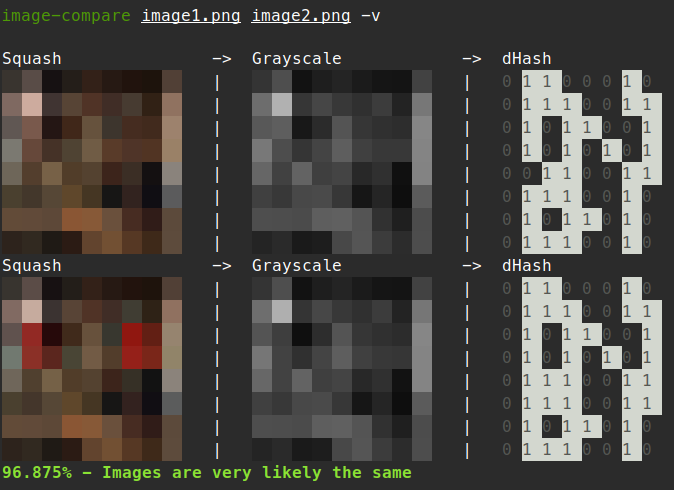 image-compare image1.png image2.png -v
Squash -> Grayscale -> dHash
| | 0 1 1 0 0 0 1 0
| | 0 1 1 1 0 0 1 1
| | 0 1 0 1 1 0 0 1
| | 0 1 0 1 0 1 0 1
| | 0 0 1 1 0 0 1 1
| | 0 1 1 1 0 0 1 0
| | 0 1 0 1 1 0 1 0
| | 0 1 1 1 0 0 1 0
Squash -> Grayscale -> dHash
| | 0 1 1 0 0 0 1 0
| | 0 1 1 1 0 0 1 1
| | 0 1 0 1 1 0 0 1
| | 0 1 0 1 0 1 0 1
| | 0 1 1 1 0 0 1 1
| | 0 1 1 1 0 0 1 1
| | 0 1 0 1 1 0 1 0
| | 0 1 1 1 0 0 1 0
96.875% - Images are very likely the same